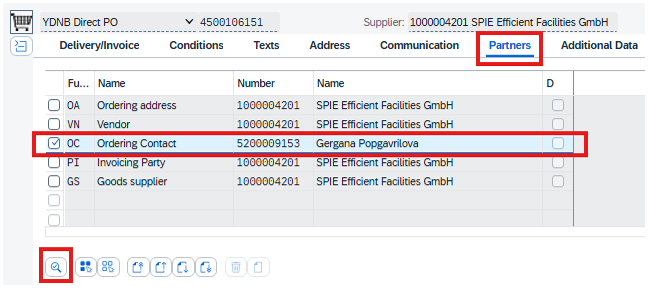 YDNB Direct PO 4500106151 Supplier: 1000004201 SPIE Efficient Facilities GmbH
Delivery/Invoice Conditions Texts Address Communication Partners Additional Data
Fu... Name Number Name D
OA Ordering address 1000004201 SPIE Efficient Facilities GmbH
VN Vendor 1000004201 SPIE Efficient Facilities GmbH
OC Ordering Contact 5200009153 Gergana Popgavrilova
PI Invoicing Party 1000004201 SPIE Efficient Facilities GmbH
GS Goods supplier 1000004201 SPIE Efficient Facilities GmbH